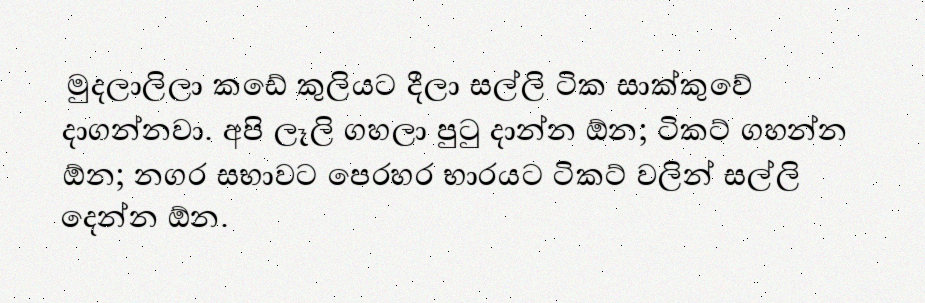 මුදලාලිලා කඩේ කුලියට දීලා සල්ලි ටික සාක්කුවේ
දාගන්නවා. අපි ලෑලි ගහලා පුටු දාන්න ඕන; ටිකට් ගහන්න
ඕන; නගර සභාවට පෙරහර භාරයට ටිකට් වලින් සල්ලි
දෙන්න ඕන.